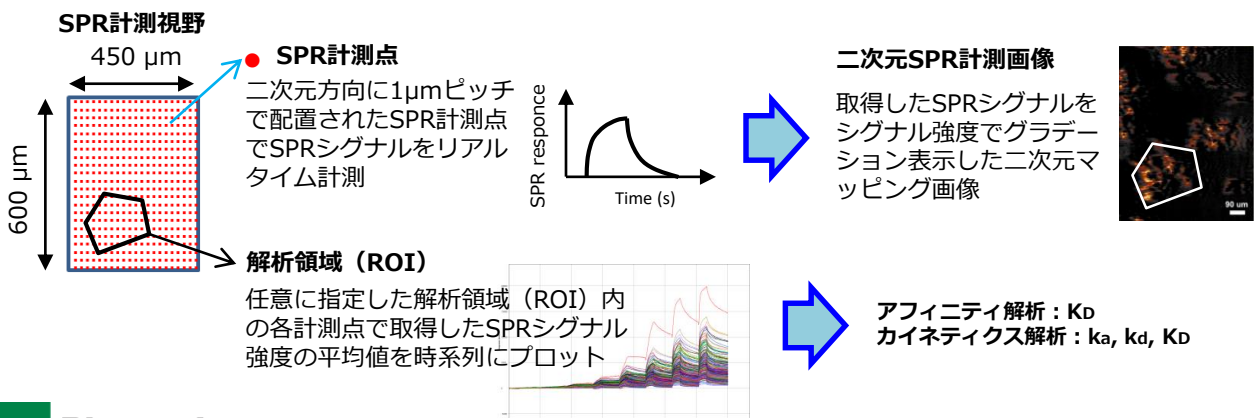 SPR計測視野
450 µm
600 µm
SPR計測点
二次元方向に1µmピッチ
で配置されたSPR計測点
でSPRシグナルをリアル
タイム計測
SPR responce
Time (s)
二次元SPR計測画像
取得したSPRシグナルを
シグナル強度でグラデー
ション表示した二次元マ
ッピング画像
90 um
解析領域（ROI）
任意に指定した解析領域（ROI）内
の各計測点で取得したSPRシグナル
強度の平均値を時系列にプロット
アフィニティ解析：KD
カイネティクス解析：ka, kd, KD